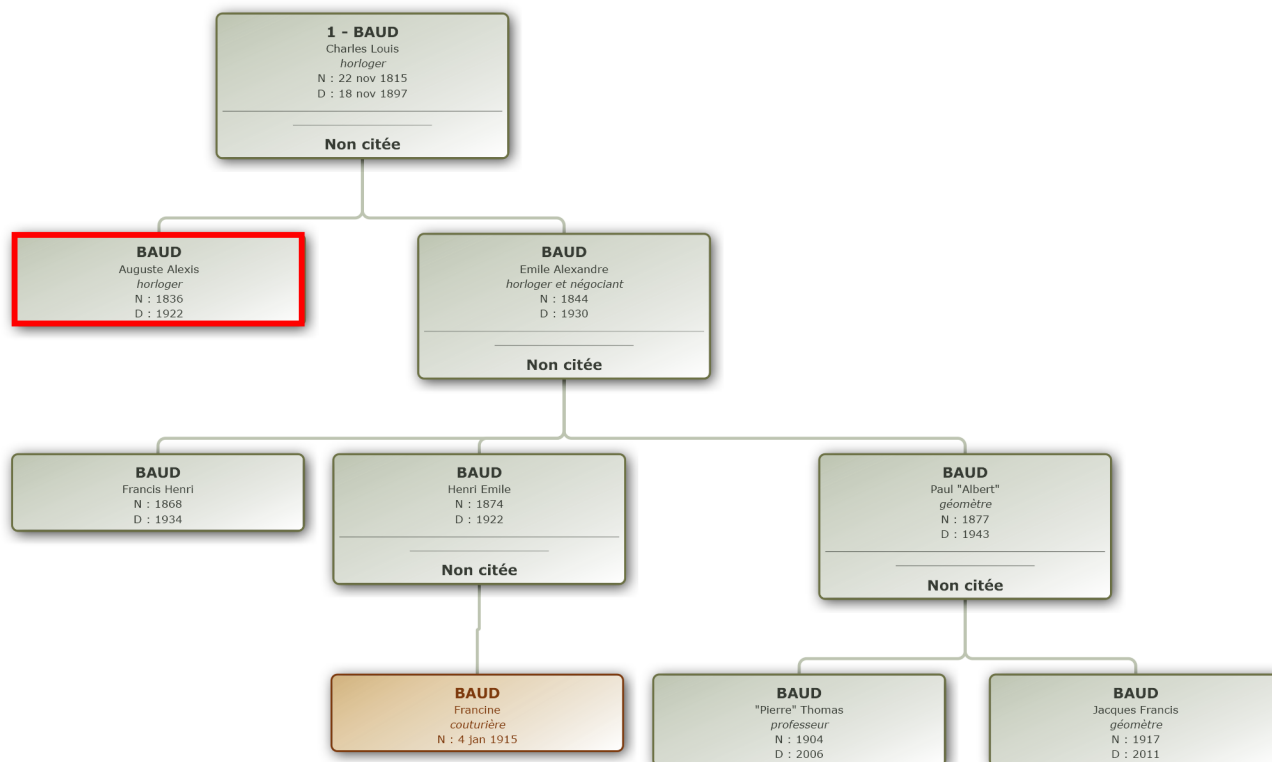 1 - BAUD
Charles Louis
horloger
N : 22 nov 1815
D : 18 nov 1897
Non citée
BAUD
Auguste Alexis
horloger
N : 1836
D : 1922
BAUD
Emile Alexandre
horloger et négociant
N : 1844
D : 1930
Non citée
BAUD
Francis Henri
N : 1868
D : 1934
BAUD
Henri Emile
N : 1874
D : 1922
Non citée
BAUD
Paul "Albert"
géomètre
N : 1877
D : 1943
Non citée
BAUD
Francine
couturière
N : 4 jan 1915
BAUD
"Pierre" Thomas
professeur
N : 1904
D : 2006
BAUD
Jacques Francis
géomètre
N : 1917
D : 2011